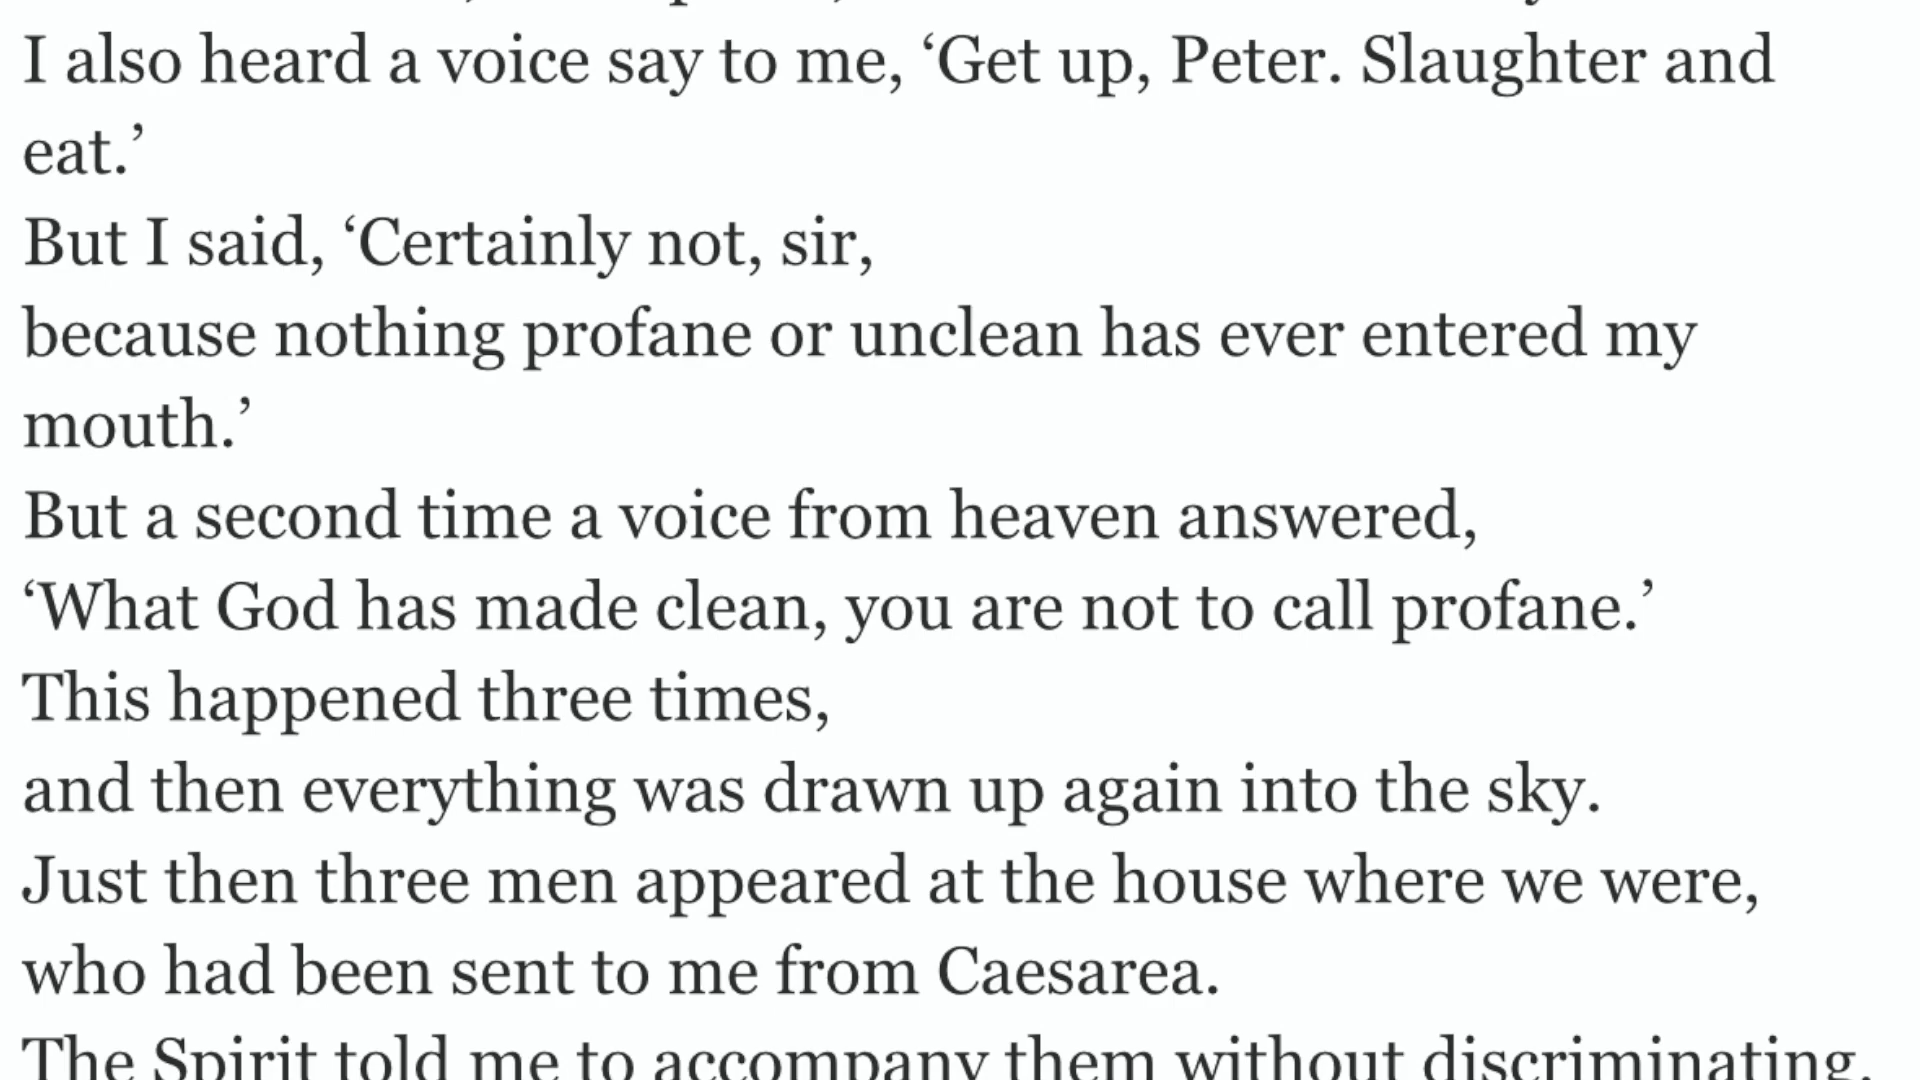 I also heard a voice say to me, ‘Get up, Peter. Slaughter and
eat.’
But I said, ‘Certainly not, sir,
because nothing profane or unclean has ever entered my
mouth.’
But a second time a voice from heaven answered,
‘What God has made clean, you are not to call profane.’
This happened three times,
and then everything was drawn up again into the sky.
Just then three men appeared at the house where we were,
who had been sent to me from Caesarea.
The Spirit told me to accompany them without discriminating.